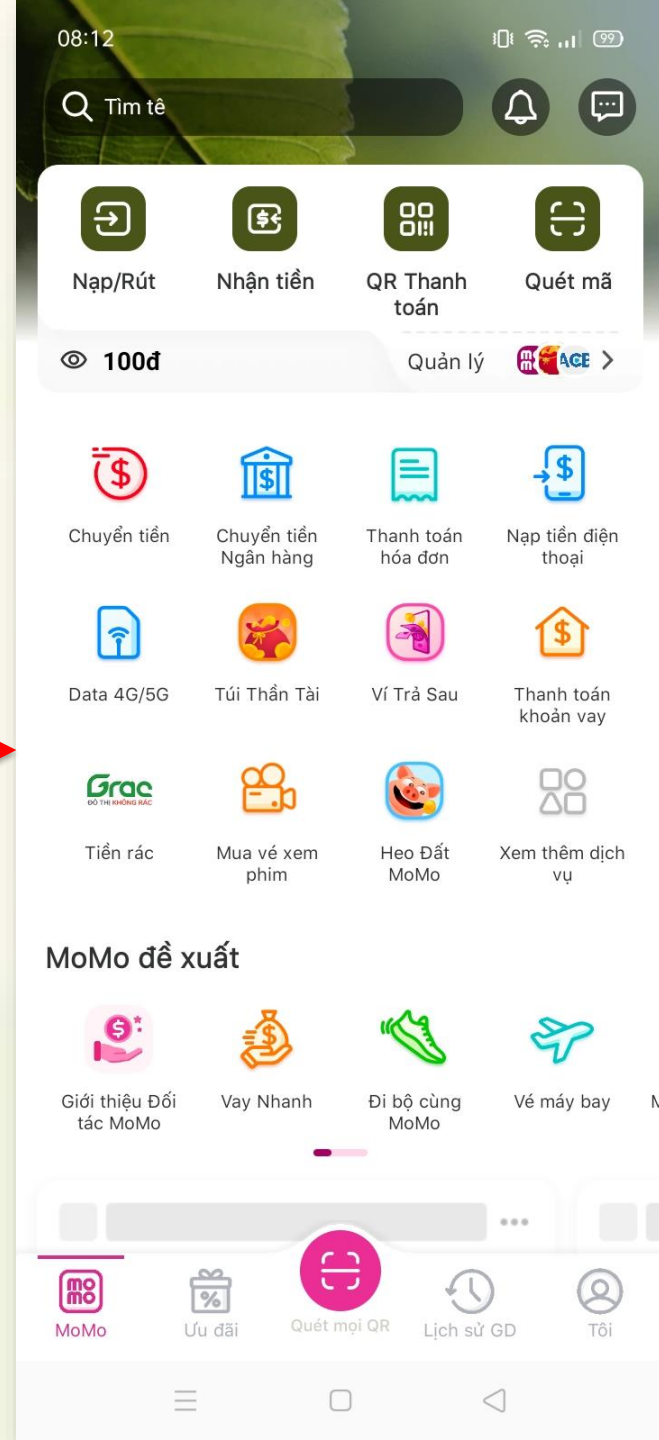 08:12
99
Tìm tê
Nạp/Rút
Nhận tiền
QR Thanh
toán
Quét mã
100đ
Quản lý
mo
mo
ACE
Chuyển tiền
Chuyển tiền
Ngân hàng
Thanh toán
hóa đơn
Nạp tiền điện
thoại
Data 4G/5G
Túi Thần Tài
Ví Trả Sau
Thanh toán
khoản vay
Grac
ĐÔ THỊ KHÔNG RÁC
Tiền rác
Mua vé xem
phim
Heo Đất
MoMo
Xem thêm dịch
vụ
MoMo đề xuất
Giới thiệu Đối
tác MoMo
Vay Nhanh
Đi bộ cùng
MoMo
Vé máy bay
mo
mo
MoMo
Ưu đãi
Quét mọi QR
Lịch sử GD
Tôi